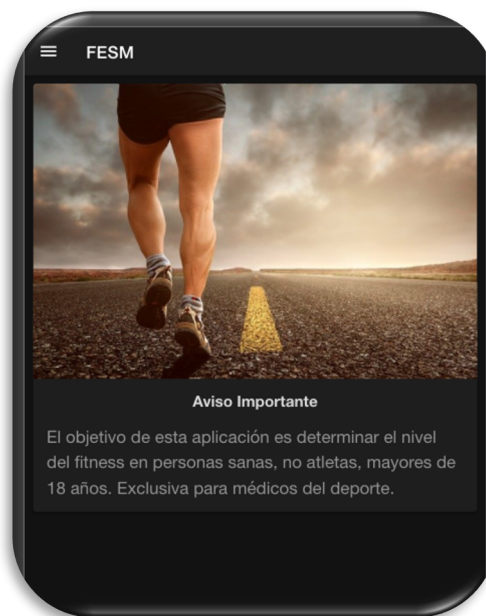 FESM
Aviso Importante
El objetivo de esta aplicación es determinar el nivel
del fitness en personas sanas, no atletas, mayores de
18 años. Exclusiva para médicos del deporte.